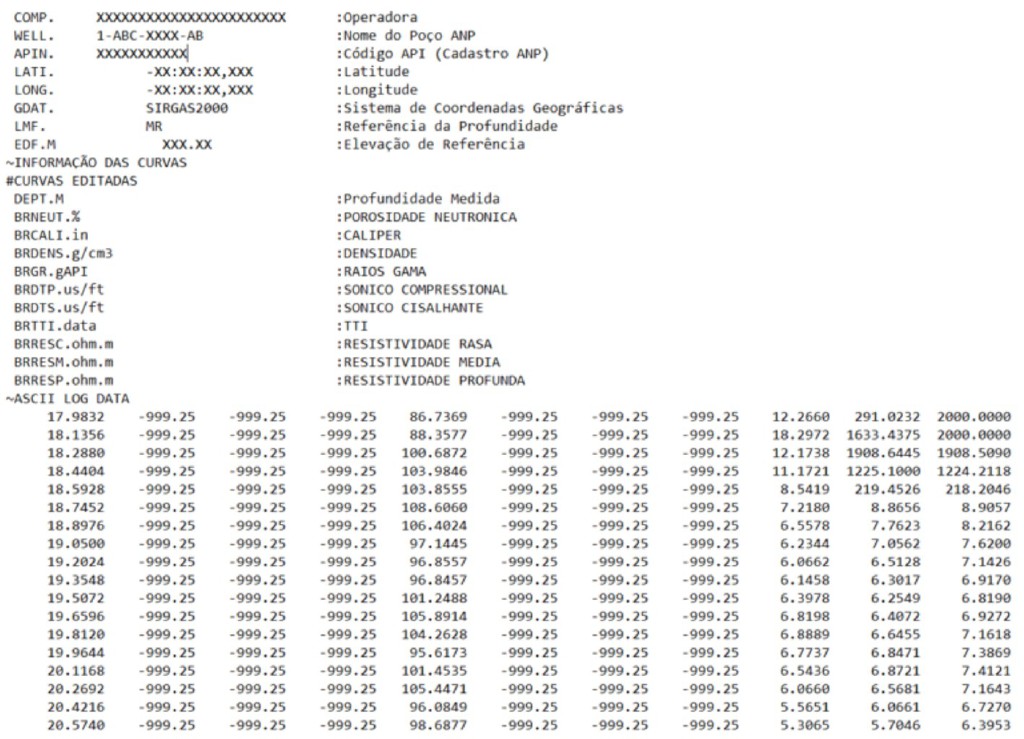 COMP. XXXXXXXXXXXXXXXXXXXXXXX :Operadora
WELL. 1-ABC-XXXX-AB :Nome do Poço ANP
APIN. XXXXXXXXXXX :Código API (Cadastro ANP)
LATI. -XX:XX:XX,XXX :Latitude
LONG. -XX:XX:XX,XXX :Longitude
GDAT. SIRGAS2000 :Sistema de Coordenadas Geográficas
LMF. MR :Referência da Profundidade
EDF.M XXX.XX :Elevação de Referência
~INFORMAÇÃO DAS CURVAS
#CURVAS EDITADAS
DEPT.M :Profundidade Medida
BRNEUT.% :POROSIDADE NEUTRONICA
BRCALI.in :CALIPER
BRDENS.g/cm3 :DENSIDADE
BRGR.gAPI :RAIOS GAMA
BRDTP.us/ft :SONICO COMPRESSIONAL
BRDTS.us/ft :SONICO CISALHANTE
BRTTI.data :TTI
BRRESC.ohm.m :RESISTIVIDADE RASA
BRRESM.ohm.m :RESISTIVIDADE MEDIA
BRRESP.ohm.m :RESISTIVIDADE PROFUNDA
~ASCII LOG DATA
17.9832 -999.25 -999.25 -999.25 86.7369 -999.25 -999.25 -999.25 12.2660 291.0232 2000.0000
18.1356 -999.25 -999.25 -999.25 88.3577 -999.25 -999.25 -999.25 18.2972 1633.4375 2000.0000
18.2880 -999.25 -999.25 -999.25 100.6872 -999.25 -999.25 -999.25 12.1738 1908.6445 1908.5090
18.4404 -999.25 -999.25 -999.25 103.9846 -999.25 -999.25 -999.25 11.1721 1225.1000 1224.2118
18.5928 -999.25 -999.25 -999.25 103.8555 -999.25 -999.25 -999.25 8.5419 219.4526 218.2046
18.7452 -999.25 -999.25 -999.25 108.6060 -999.25 -999.25 -999.25 7.2180 8.8656 8.9057
18.8976 -999.25 -999.25 -999.25 106.4024 -999.25 -999.25 -999.25 6.5578 7.7623 8.2162
19.0500 -999.25 -999.25 -999.25 97.1445 -999.25 -999.25 -999.25 6.2344 7.0562 7.6200
19.2024 -999.25 -999.25 -999.25 96.8557 -999.25 -999.25 -999.25 6.0662 6.5128 7.1426
19.3548 -999.25 -999.25 -999.25 96.8457 -999.25 -999.25 -999.25 6.1458 6.3017 6.9170
19.5072 -999.25 -999.25 -999.25 101.2488 -999.25 -999.25 -999.25 6.3978 6.2549 6.8190
19.6596 -999.25 -999.25 -999.25 105.8914 -999.25 -999.25 -999.25 6.8198 6.4072 6.9272
19.8120 -999.25 -999.25 -999.25 104.2628 -999.25 -999.25 -999.25 6.8889 6.6455 7.1618
19.9644 -999.25 -999.25 -999.25 95.6173 -999.25 -999.25 -999.25 6.7737 6.8471 7.3869
20.1168 -999.25 -999.25 -999.25 101.4535 -999.25 -999.25 -999.25 6.5436 6.8721 7.4121
20.2692 -999.25 -999.25 -999.25 105.4471 -999.25 -999.25 -999.25 6.0660 6.5681 7.1643
20.4216 -999.25 -999.25 -999.25 96.0849 -999.25 -999.25 -999.25 5.5651 6.0661 6.7270
20.5740 -999.25 -999.25 -999.25 98.6877 -999.25 -999.25 -999.25 5.3065 5.7046 6.3953